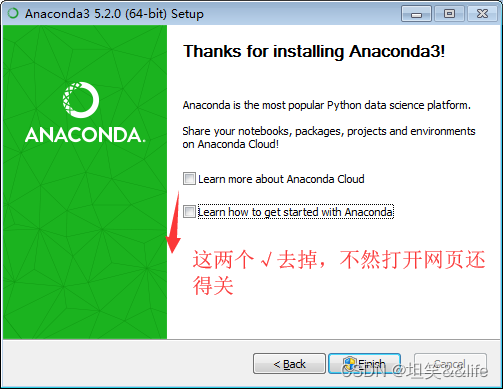 Anaconda3 5.2.0 (64-bit) Setup
Thanks for installing Anaconda3!
Anaconda is the most popular Python data science platform.
Share your notebooks, packages, projects and environments
on Anaconda Cloud!
ANACONDA.
Learn more about Anaconda Cloud
Learn how to get started with Anaconda
这两个 √ 去掉，不然打开网页还
得关
< Back
Finish
Cancel
CSDN @坦笑&&life